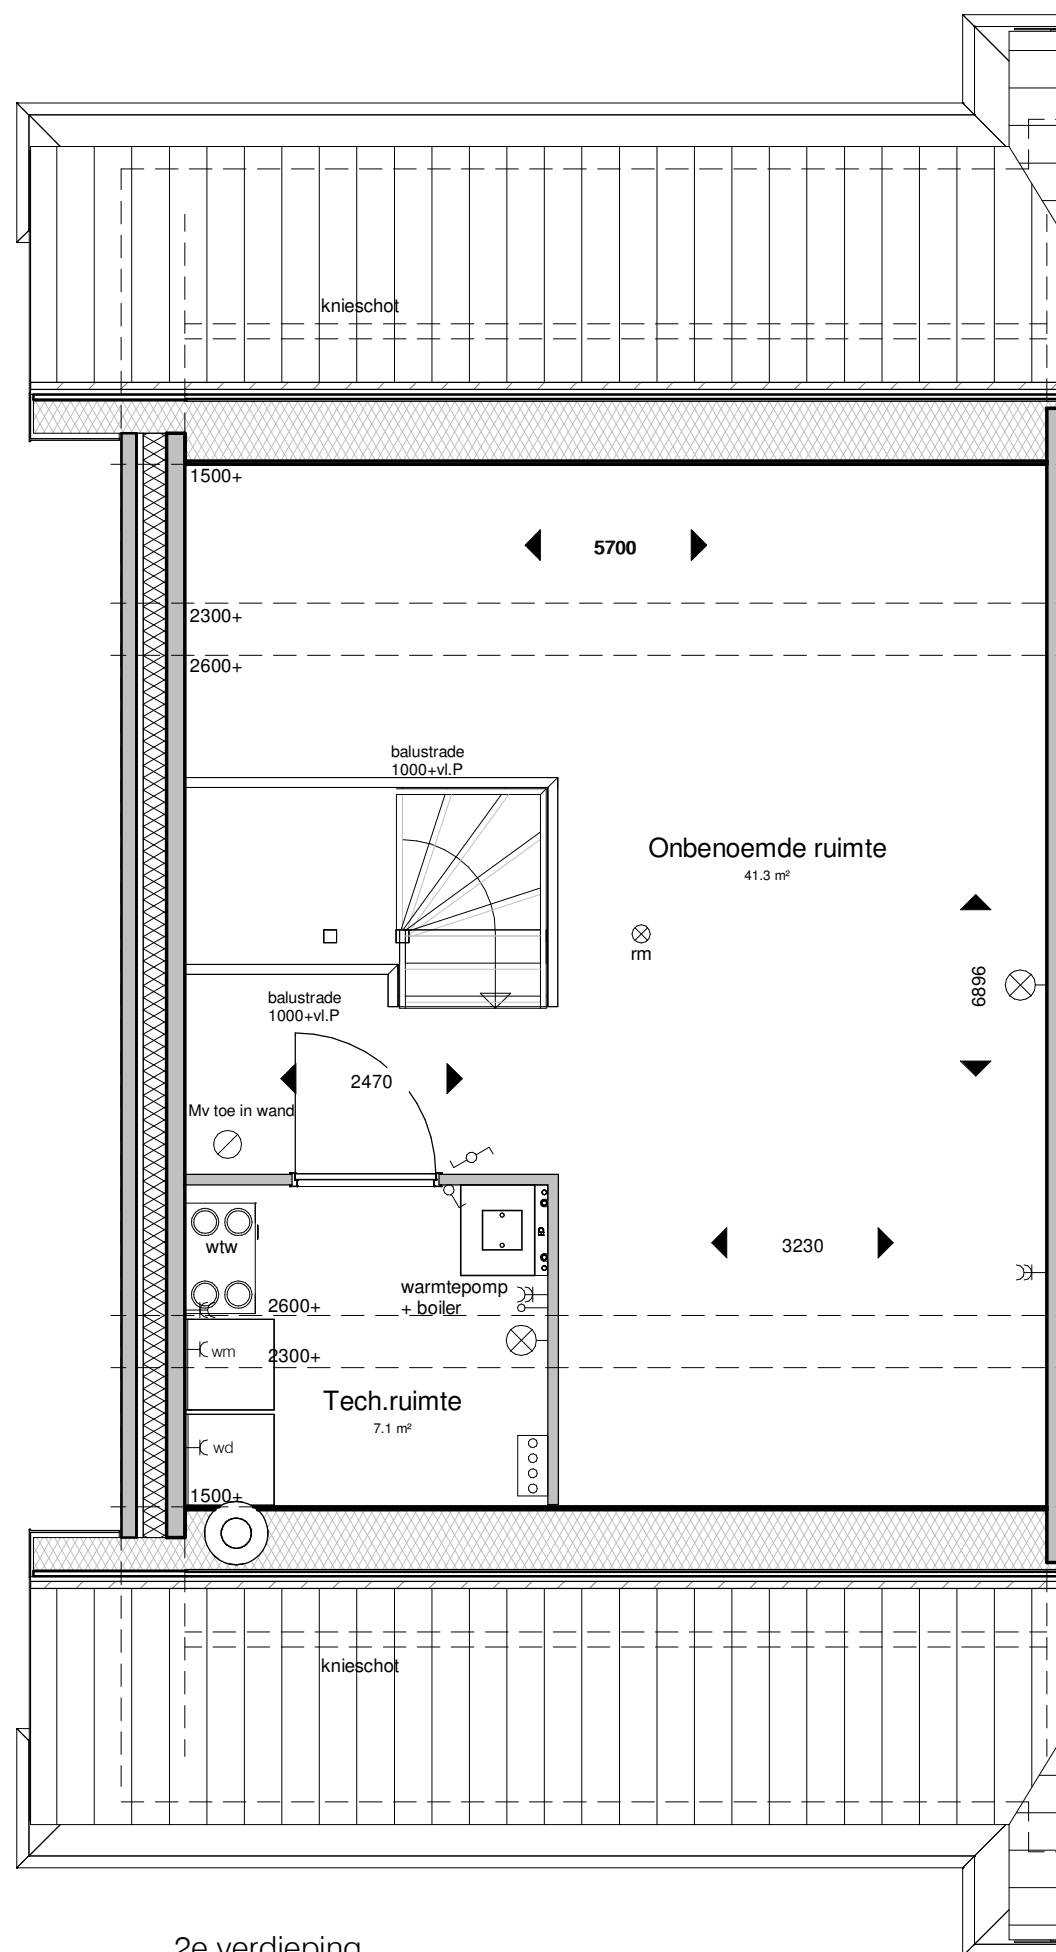 knieschot
1500+
5700
2300+
2600+
balustrade
1000+vl.P
Onbenoemde ruimte
41.3 m²
rm
6896
balustrade
1000+vl.P
2470
Mv toe in wand
wtw
3230
warmtepomp
+ boiler
2600+
wm
2300+
Tech.ruimte
7.1 m²
wd
1500+
knieschot
2e verdieping